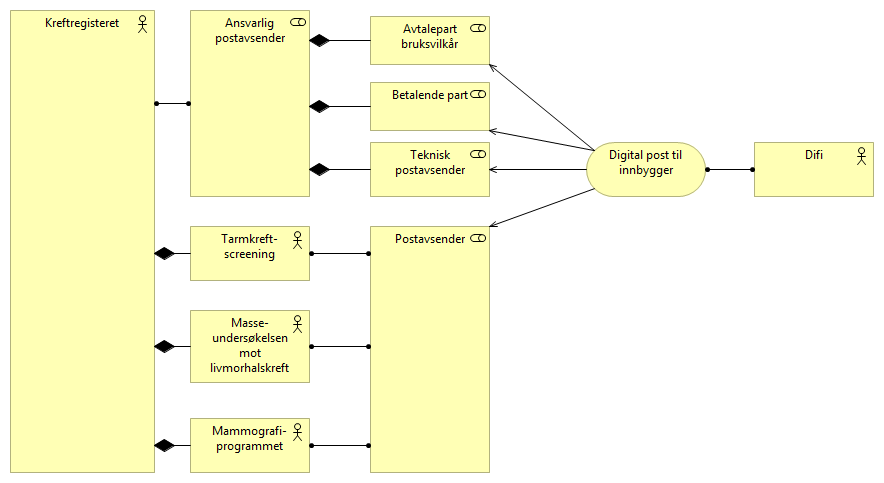 Kreftregisteret
Ansvarlig
postavsender
Avtalepart
bruksvilkår
Betalende part
Teknisk
postavsender
Digital post til
innbygger
Difi
Tarmkreft-
screening
Postavsender
Masse-
undersøkelsen
mot
livmorhalskreft
Mammografi-
programmet